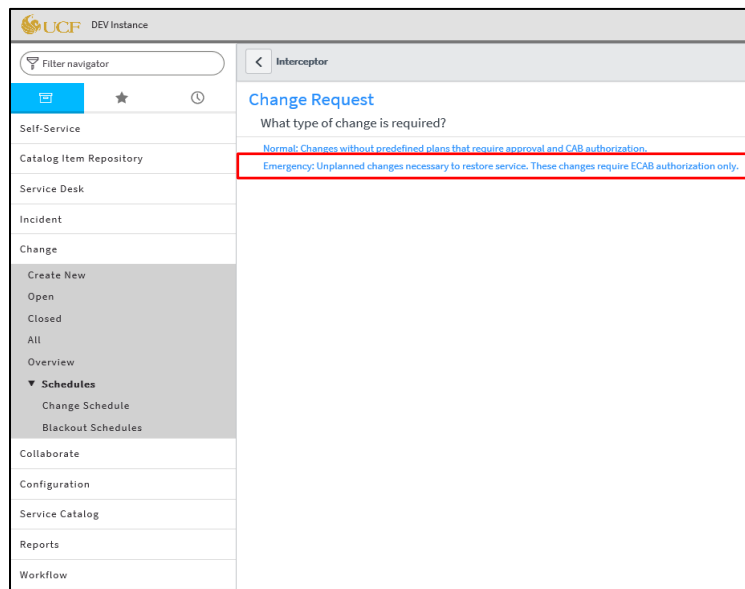 UCF DEV Instance
Filter navigator
Interceptor
Change Request
What type of change is required?
Normal: Changes without predefined plans that require approval and CAB authorization.
Emergency: Unplanned changes necessary to restore service. These changes require ECAB authorization only.
Self-Service
Catalog Item Repository
Service Desk
Incident
Change
Create New
Open
Closed
All
Overview
Schedules
Change Schedule
Blackout Schedules
Collaborate
Configuration
Service Catalog
Reports
Workflow